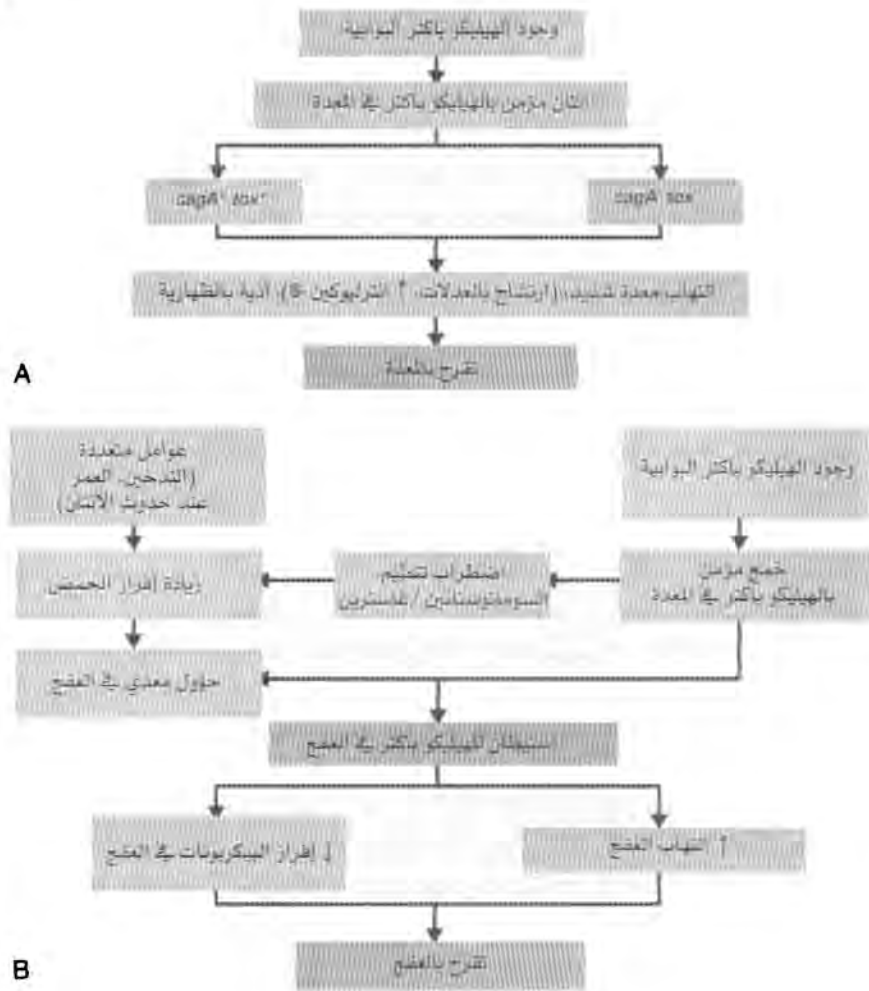 وجود الهيليكو باكتر البوابية
انتان مزمن بالهيليكو باكتر في المعدة
cagA⁺ tox⁺
cagA tox
التهاب معدة شديد، (ارتشاح بالعدلات، ↑ انترليوكين -8)، أذية بالظهارية
تقرح بالمعدة
A
عوامل متعددة
(التدخين، العمر
عند حدوث الانتان)
وجود الهيليكو باكتر البوابية
زيادة إفراز الحمض
اضطراب تنظيم
السوماتوستاتين / غاسترين
خمج مزمن
بالهيليكو باكتر في المعدة
حؤول معدي في العفج
استيطان للهيليكو باكتر في العفج
↓ إفراز البيكربونات في العفج
↑ التهاب العفج
تقرح بالعفج
B